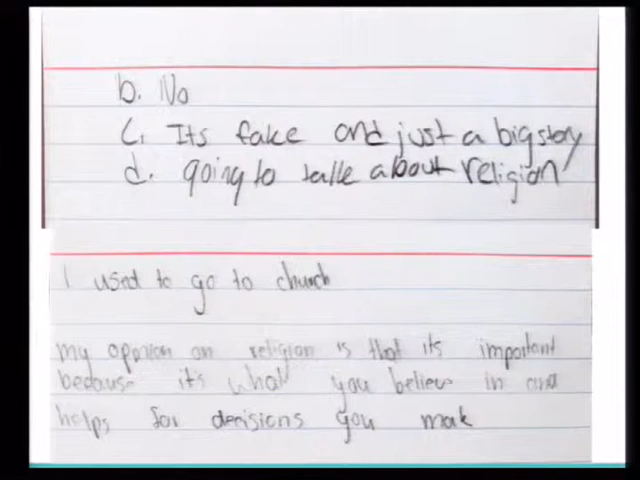 b. No
C. Its fake and just a big story
d. going to talk about religion
I used to go to church
my opinion on religion is that its important
because it's what you believe in and
helps for decisions you mak